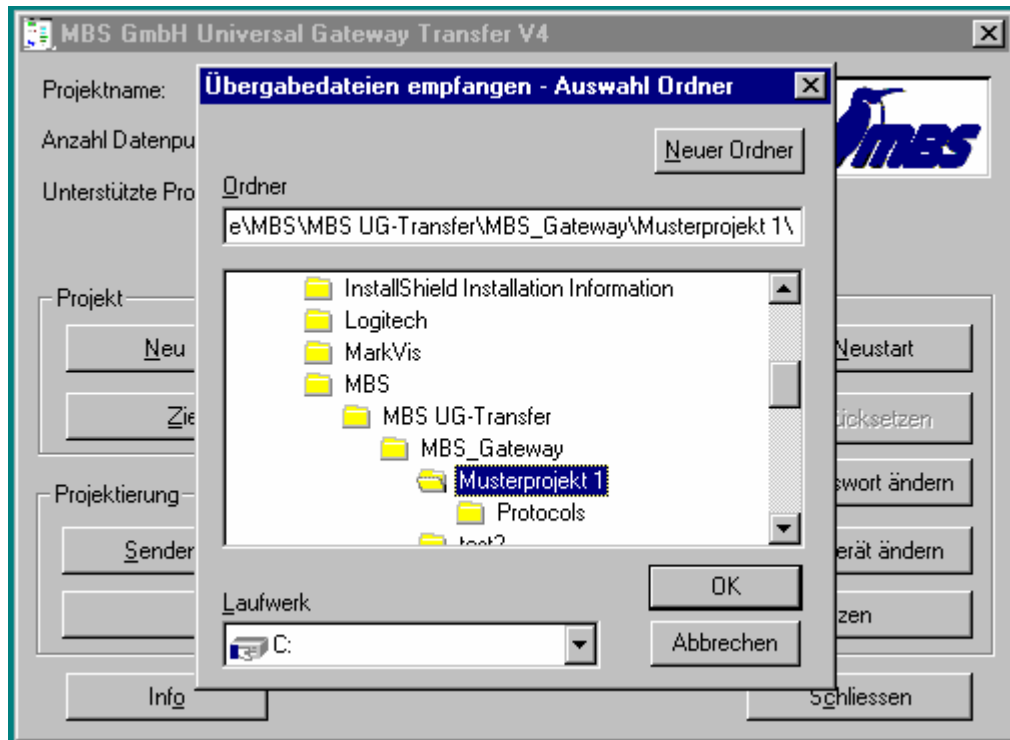 MBS GmbH Universal Gateway Transfer V4
Projektname:
Anzahl Datenpu
Unterstützte Pro
mBS
Projekt
Neu
Zie
Neustart
ücksetzen
swort ändern
Projektierung
Sender
erät ändern
zen
Info
Schliessen
Übergabedateien empfangen - Auswahl Ordner
Neuer Ordner
Ordner
e\MBS\MBS UG-Transfer\MBS_Gateway\Musterprojekt 1\
InstallShield Installation Information
Logitech
MarkVis
MBS
MBS UG-Transfer
MBS_Gateway
Musterprojekt 1
Protocols
test2
Laufwerk
C:
OK
Abbrechen